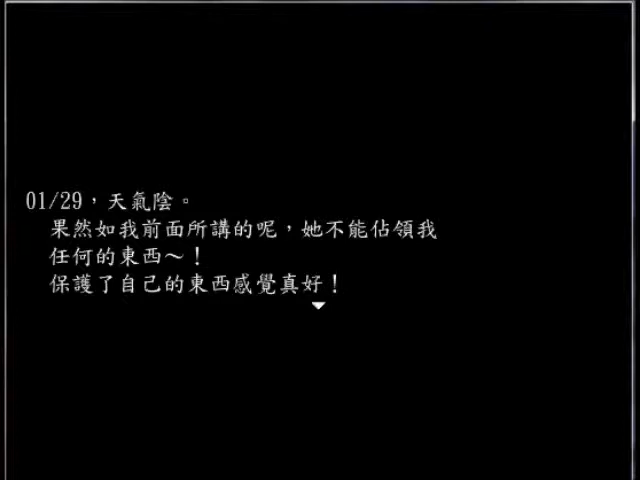 01/29，天氣陰。
果然如我前面所講的呢，她不能佔領我
任何的東西～！
保護了自己的東西感覺真好！